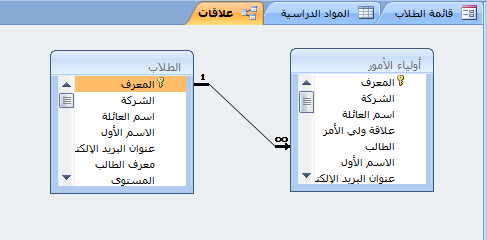 قائمة الطلاب
المواد الدراسية
علاقات
أولياء الأمور
المعرف
الشركة
اسم العائلة
علاقة ولي الأمر
الطالب
الاسم الأول
عنوان البريد الإلكتر
الطلاب
المعرف
الشركة
اسم العائلة
الاسم الأول
عنوان البريد الإلكتر
معرف الطالب
المستوى
1
∞